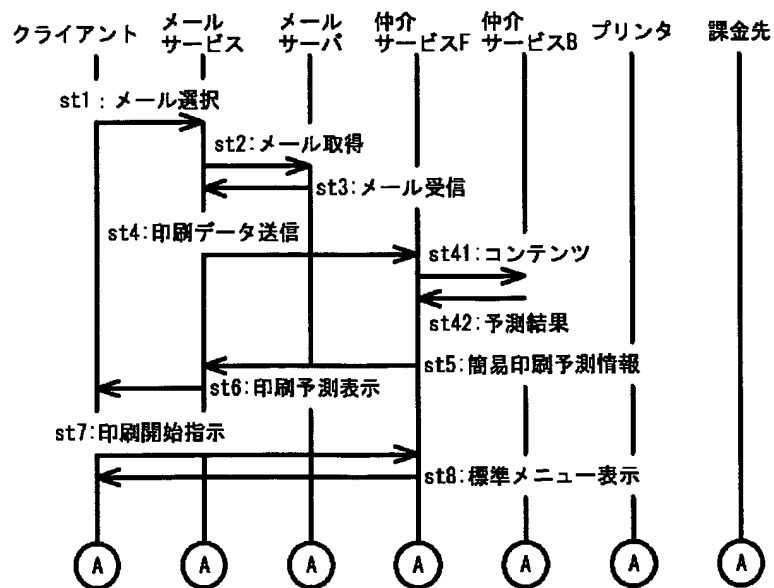 クライアント
メール
サービス
メール
サーバ
仲介
サービスF
仲介
サービスB
プリンタ
課金先
st1：メール選択
st2:メール取得
st3:メール受信
st4:印刷データ送信
st41:コンテンツ
st42:予測結果
st5:簡易印刷予測情報
st6:印刷予測表示
st7:印刷開始指示
st8:標準メニュー表示
A A A A A A A